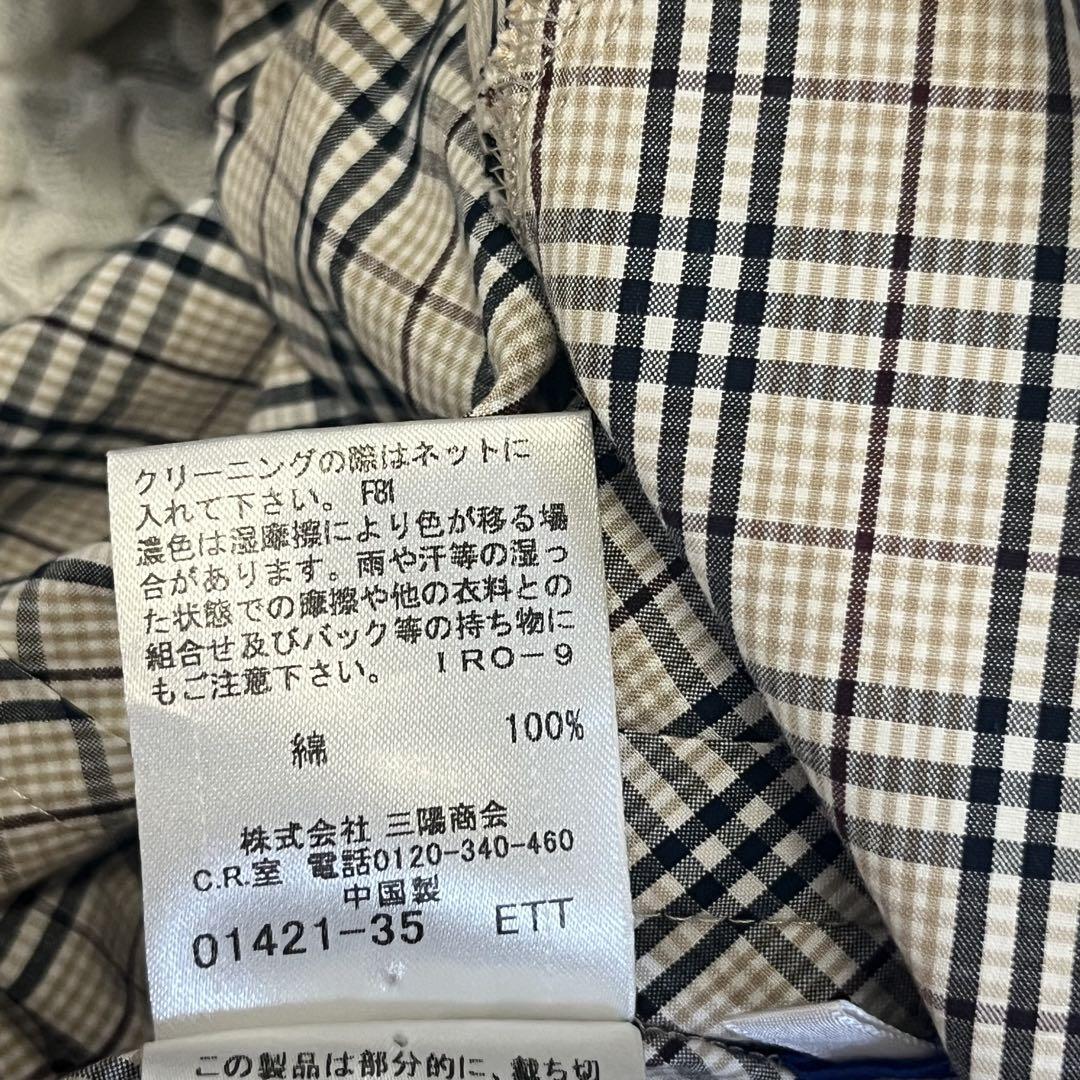 クリーニングの際はネットに
入れて下さい。 F81
濃色は湿摩擦により色が移る場
合があります。雨や汗等の湿っ
た状態での摩擦や他の衣料との
組合せ及びバック等の持ち物に
もご注意下さい。 IRO-9
綿 100%
株式会社 三陽商会
C.R.室 電話0120-340-460
中国製
01421-35 ETT
この製品は部分的に、裁ち切